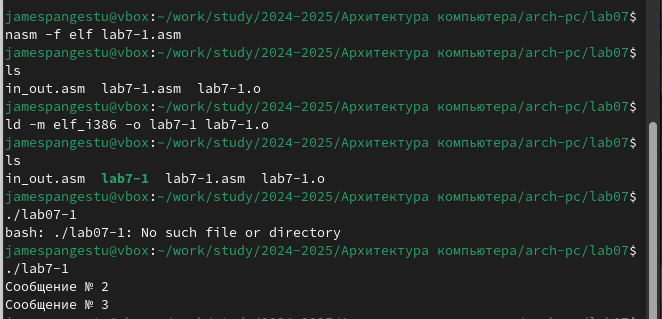 jamespangestu@vbox:~/work/study/2024-2025/Архитектура компьютера/arch-pc/lab07$
nasm -f elf lab7-1.asm
jamespangestu@vbox:~/work/study/2024-2025/Архитектура компьютера/arch-pc/lab07$
ls
in_out.asm  lab7-1.asm  lab7-1.o
jamespangestu@vbox:~/work/study/2024-2025/Архитектура компьютера/arch-pc/lab07$
ld -m elf_i386 -o lab7-1 lab7-1.o
jamespangestu@vbox:~/work/study/2024-2025/Архитектура компьютера/arch-pc/lab07$
ls
in_out.asm  lab7-1  lab7-1.asm  lab7-1.o
jamespangestu@vbox:~/work/study/2024-2025/Архитектура компьютера/arch-pc/lab07$
./lab07-1
bash: ./lab07-1: No such file or directory
jamespangestu@vbox:~/work/study/2024-2025/Архитектура компьютера/arch-pc/lab07$
./lab7-1
Сообщение № 2
Сообщение № 3